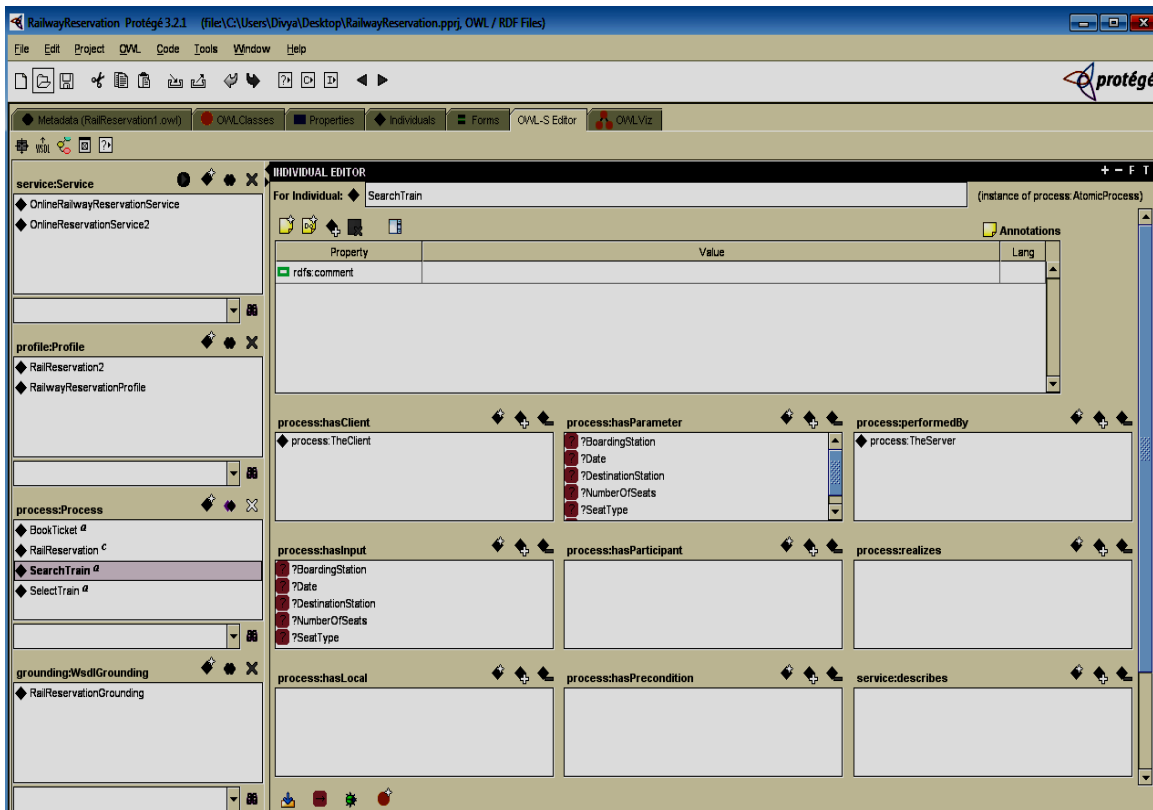 RailwayReservation Protégé 3.2.1 (file:\C:\Users\Divya\Desktop\RailwayReservation.pprj, OWL / RDF Files)
File Edit Project OWL Code Tools Window Help
protégé
Metadata (RailReservation1.owl) OWLClasses Properties Individuals Forms OWL-S Editor OWLViz
WSDL
service:Service
OnlineRailwayReservationService
OnlineReservationService2
profile:Profile
RailReservation2
RailwayReservationProfile
process:Process
BookTicket a
RailReservation c
SearchTrain a
SelectTrain a
grounding:WsdlGrounding
RailReservationGrounding
INDIVIDUAL EDITOR + − F T
For Individual: SearchTrain (instance of process:AtomicProcess)
Annotations
Property Value Lang
rdfs:comment
process:hasClient process:hasParameter process:performedBy
process:TheClient
?BoardingStation
?Date
?DestinationStation
?NumberOfSeats
?SeatType
process:TheServer
process:hasInput process:hasParticipant process:realizes
?BoardingStation
?Date
?DestinationStation
?NumberOfSeats
?SeatType
process:hasLocal process:hasPrecondition service:describes